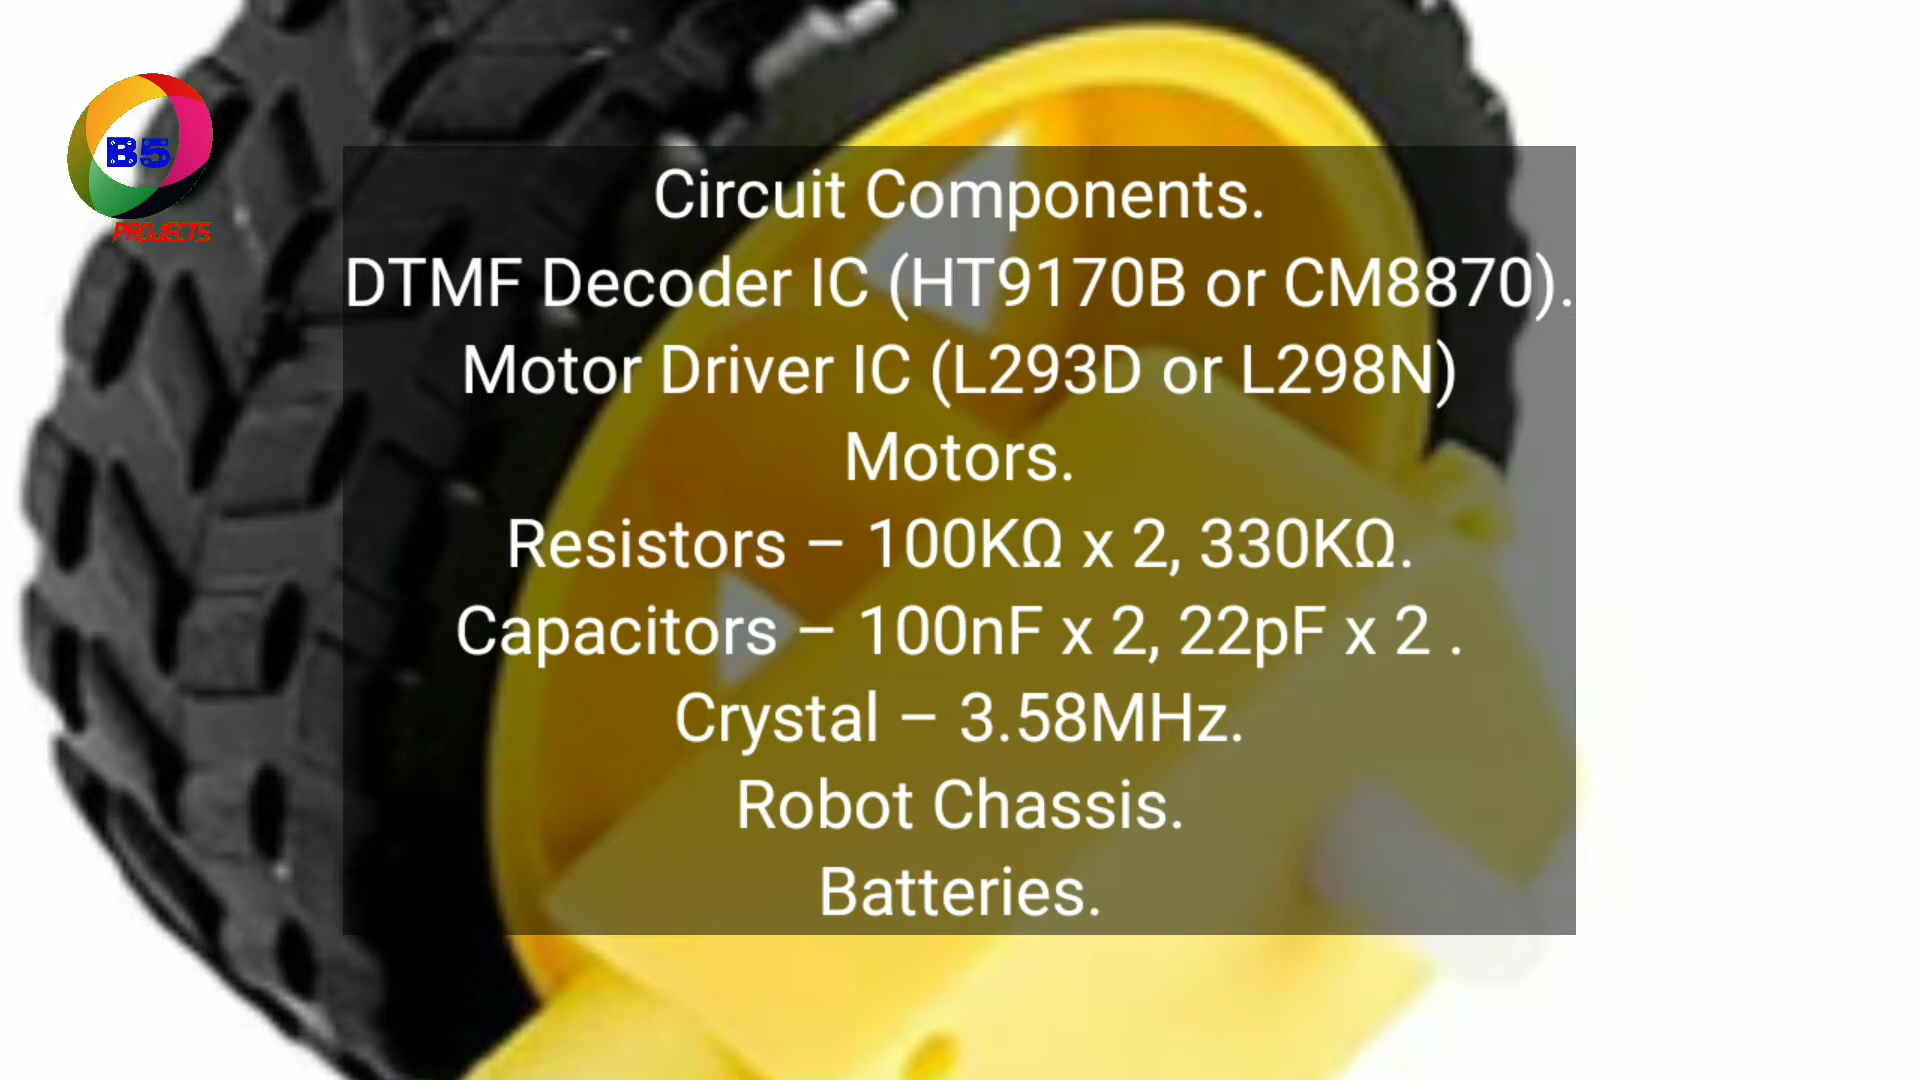 B5
PROJECTS
Circuit Components.
DTMF Decoder IC (HT9170B or CM8870).
Motor Driver IC (L293D or L298N)
Motors.
Resistors – 100KΩ x 2, 330KΩ.
Capacitors – 100nF x 2, 22pF x 2 .
Crystal – 3.58MHz.
Robot Chassis.
Batteries.